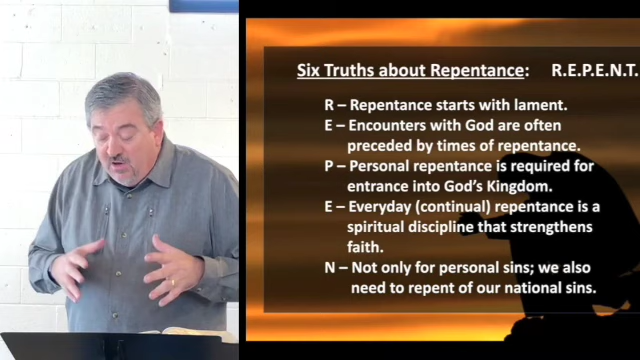 Six Truths about Repentance: R.E.P.E.N.T.
R – Repentance starts with lament.
E – Encounters with God are often
preceded by times of repentance.
P – Personal repentance is required for
entrance into God's Kingdom.
E – Everyday (continual) repentance is a
spiritual discipline that strengthens
faith.
N – Not only for personal sins; we also
need to repent of our national sins.